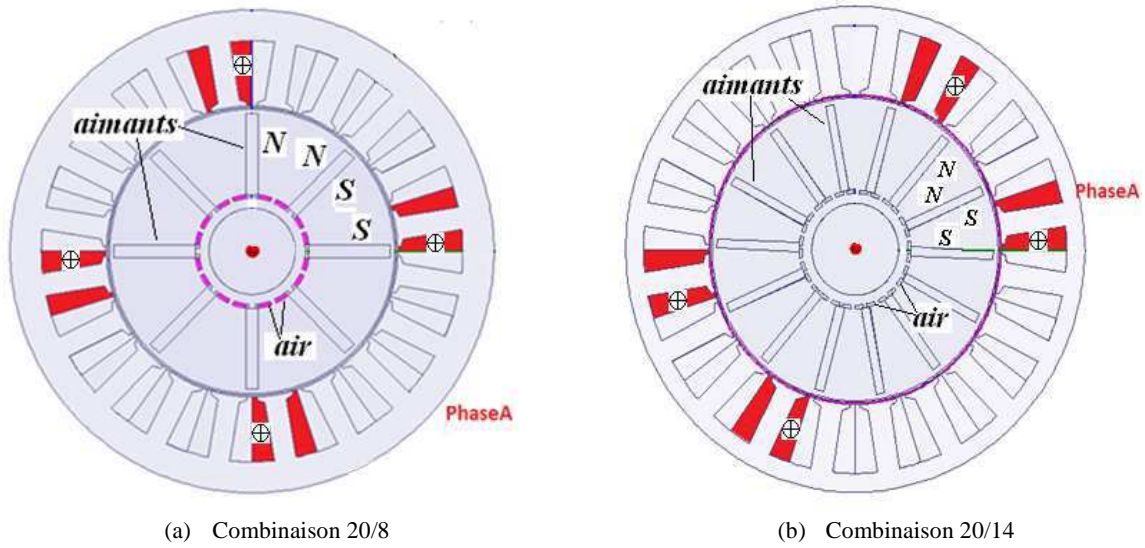 aimants
N
N
S
S
air
PhaseA
aimants
N
N
S
S
air
PhaseA
(a) Combinaison 20/8
(b) Combinaison 20/14